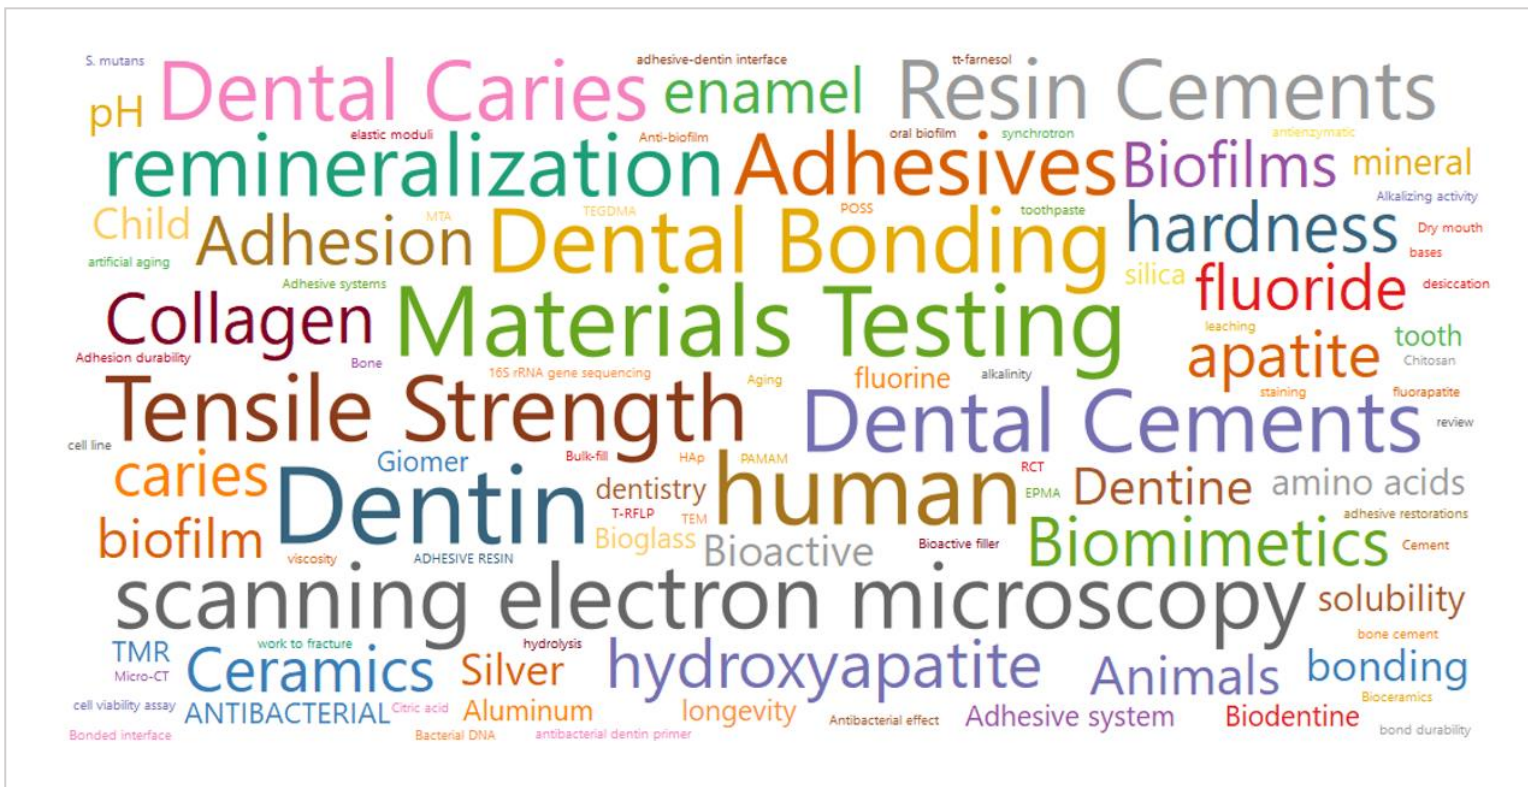 S. mutans adhesive-dentin interface tt-farnesol
pH Dental Caries enamel Resin Cements
elastic moduli Anti-biofilm oral biofilm synchrotron antienzymatic
remineralization Adhesives Biofilms mineral
Alkalizing activity
Child Adhesion MTA Dental Bonding TEGDMA POSS toothpaste hardness Dry mouth
artificial aging bases
Adhesive systems silica fluoride desiccation
Collagen Materials Testing leaching tooth
Adhesion durability Bone apatite Chitosan
16S rRNA gene sequencing Aging fluorine alkalinity
Tensile Strength Dental Cements staining fluorapatite
review
cell line
caries Giomer Bulk-fill HAp PAMAM RCT
Dentin dentistry human EPMA Dentine amino acids
T-RFLP TEM adhesive restorations
biofilm Bioglass Bioactive Bioactive filler Biomimetics Cement
viscosity ADHESIVE RESIN
scanning electron microscopy solubility
work to fracture hydrolysis bone cement
TMR Ceramics Silver hydroxyapatite Animals bonding
Micro-CT
Bioceramics
cell viability assay ANTIBACTERIAL Citric acid Aluminum longevity Antibacterial effect Adhesive system Biodentine
Bonded interface Bacterial DNA antibacterial dentin primer bond durability